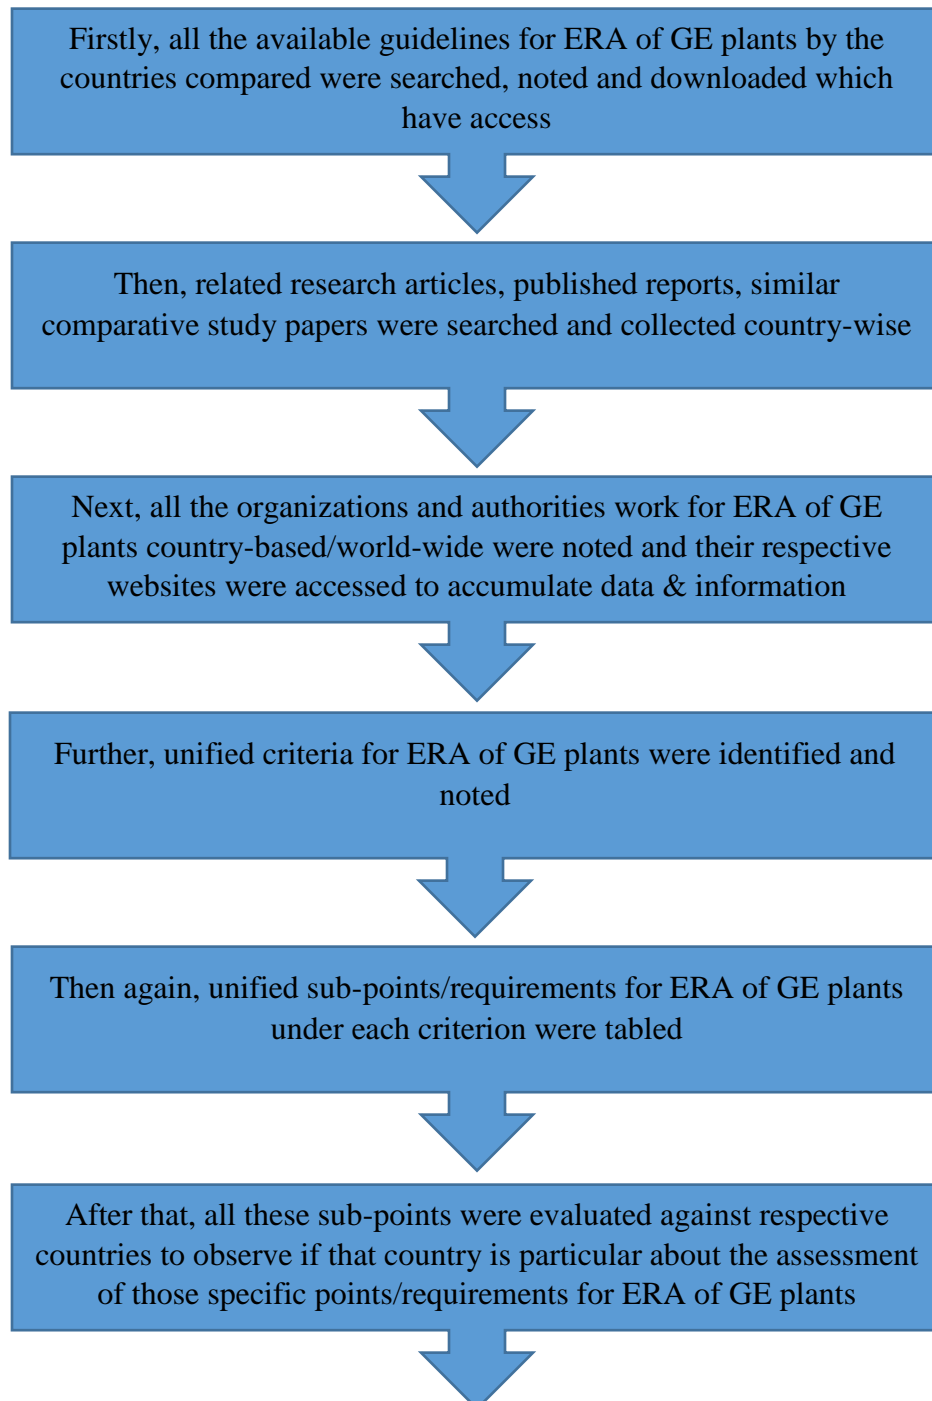 Firstly, all the available guidelines for ERA of GE plants by the
countries compared were searched, noted and downloaded which
have access
Then, related research articles, published reports, similar
comparative study papers were searched and collected country-wise
Next, all the organizations and authorities work for ERA of GE
plants country-based/world-wide were noted and their respective
websites were accessed to accumulate data & information
Further, unified criteria for ERA of GE plants were identified and
noted
Then again, unified sub-points/requirements for ERA of GE plants
under each criterion were tabled
After that, all these sub-points were evaluated against respective
countries to observe if that country is particular about the assessment
of those specific points/requirements for ERA of GE plants